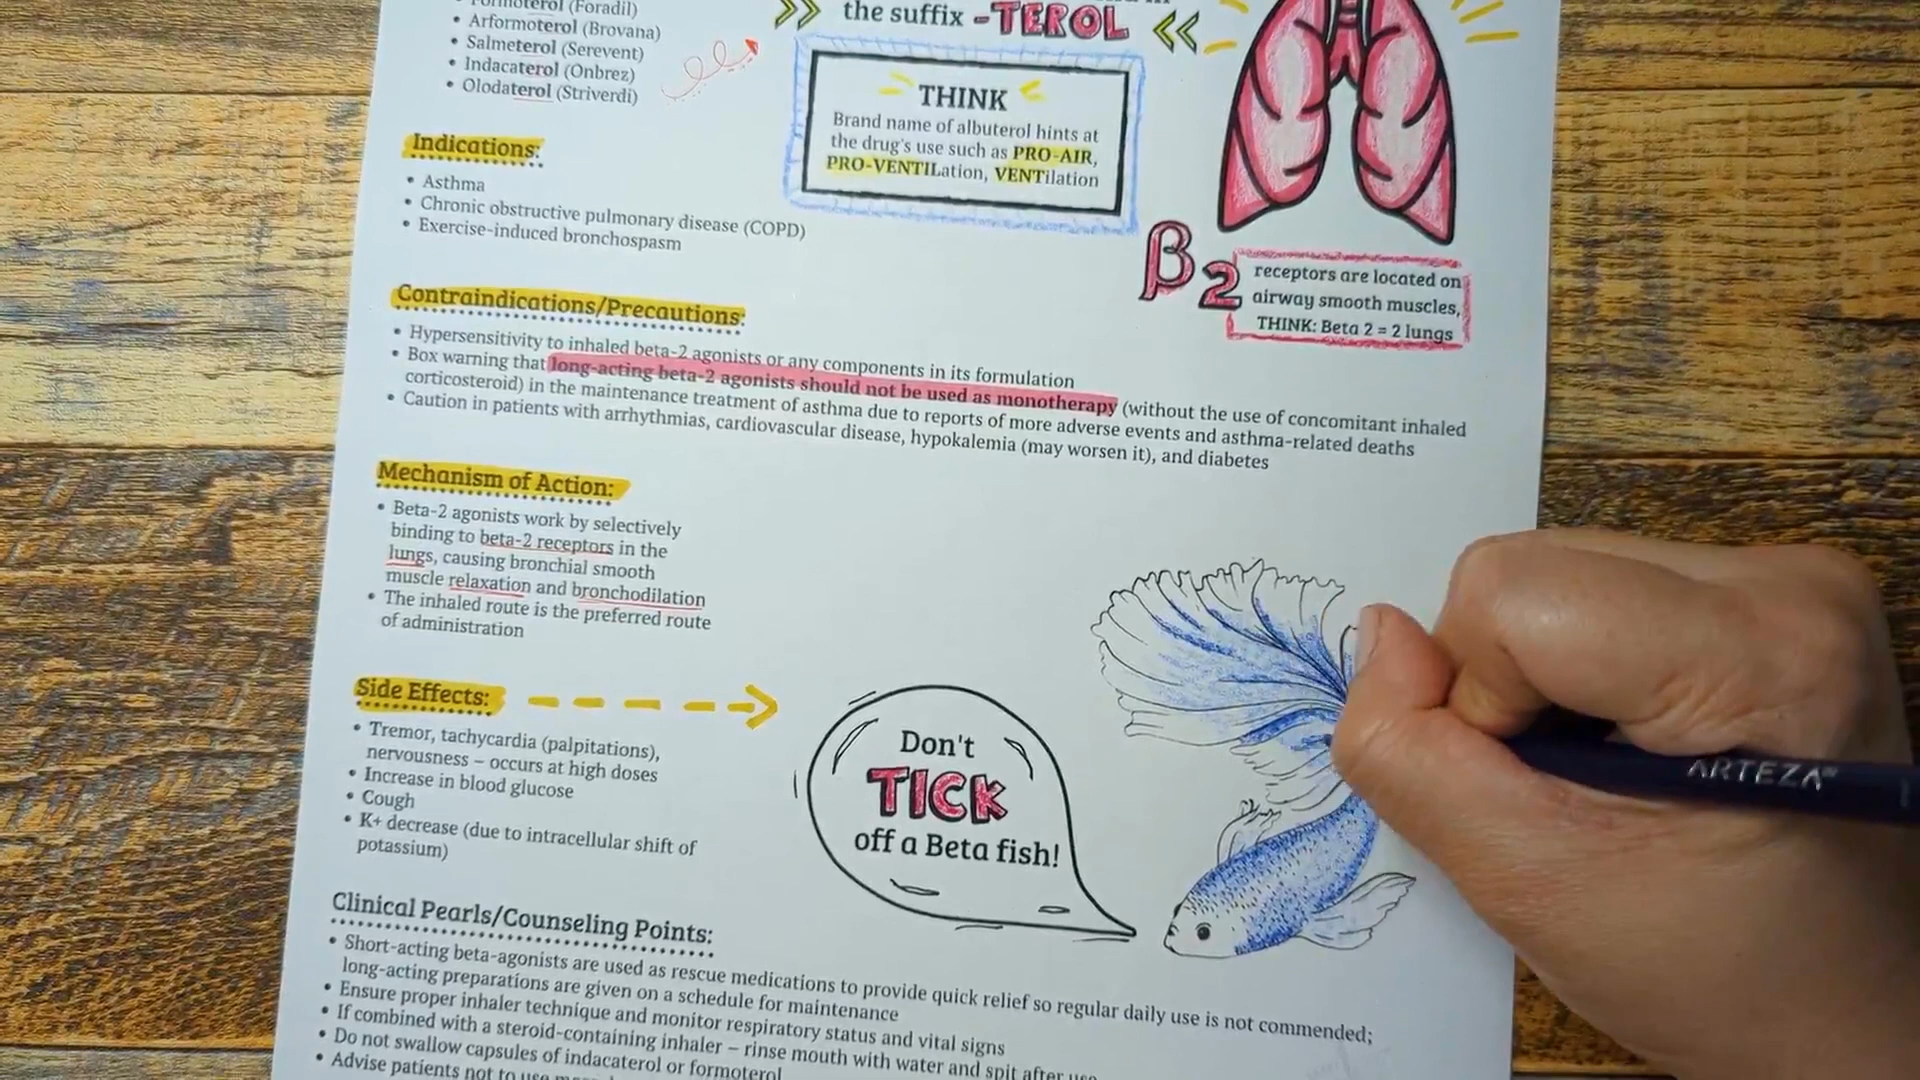 Formoterol (Foradil)
• Arformoterol (Brovana)
• Salmeterol (Serevent)
• Indacaterol (Onbrez)
• Olodaterol (Striverdi)
the suffix -TEROL
THINK
Brand name of albuterol hints at
the drug's use such as PRO-AIR,
PRO-VENTILation, VENTilation
Indications:
• Asthma
• Chronic obstructive pulmonary disease (COPD)
• Exercise-induced bronchospasm
β2
receptors are located on
airway smooth muscles,
THINK: Beta 2 = 2 lungs
Contraindications/Precautions:
• Hypersensitivity to inhaled beta-2 agonists or any components in its formulation
• Box warning that long-acting beta-2 agonists should not be used as monotherapy (without the use of concomitant inhaled
corticosteroid) in the maintenance treatment of asthma due to reports of more adverse events and asthma-related deaths
• Caution in patients with arrhythmias, cardiovascular disease, hypokalemia (may worsen it), and diabetes
Mechanism of Action:
• Beta-2 agonists work by selectively
binding to beta-2 receptors in the
lungs, causing bronchial smooth
muscle relaxation and bronchodilation
• The inhaled route is the preferred route
of administration
Side Effects:
• Tremor, tachycardia (palpitations),
nervousness – occurs at high doses
• Increase in blood glucose
• Cough
• K+ decrease (due to intracellular shift of
potassium)
Don't
TICK
off a Beta fish!
ARTEZA
Clinical Pearls/Counseling Points:
• Short-acting beta-agonists are used as rescue medications to provide quick relief so regular daily use is not commended;
long-acting preparations are given on a schedule for maintenance
• Ensure proper inhaler technique and monitor respiratory status and vital signs
• If combined with a steroid-containing inhaler – rinse mouth with water and spit after use
• Do not swallow capsules of indacaterol or formoterol
• Advise patients not to use